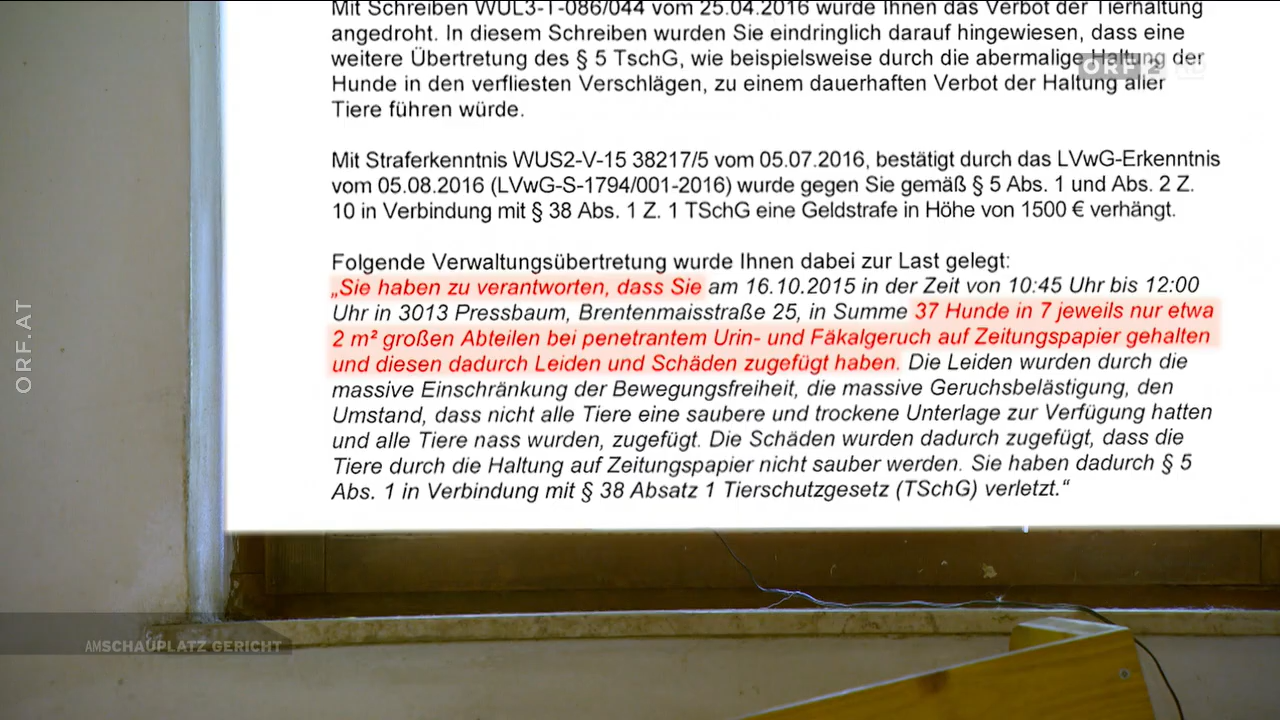 Mit Schreiben WUL3-T-086/044 vom 25.04.2016 wurde Ihnen das Verbot der Tierhaltung
angedroht. In diesem Schreiben wurden Sie eindringlich darauf hingewiesen, dass eine
weitere Übertretung des § 5 TschG, wie beispielsweise durch die abermalige Haltung der
ORF 2 HD
Hunde in den verfliesten Verschlägen, zu einem dauerhaften Verbot der Haltung aller
Tiere führen würde.
Mit Straferkenntnis WUS2-V-15 38217/5 vom 05.07.2016, bestätigt durch das LVwG-Erkenntnis
vom 05.08.2016 (LVwG-S-1794/001-2016) wurde gegen Sie gemäß § 5 Abs. 1 und Abs. 2 Z.
10 in Verbindung mit § 38 Abs. 1 Z. 1 TSchG eine Geldstrafe in Höhe von 1500 € verhängt.
Folgende Verwaltungsübertretung wurde Ihnen dabei zur Last gelegt:
„Sie haben zu verantworten, dass Sie am 16.10.2015 in der Zeit von 10:45 Uhr bis 12:00
Uhr in 3013 Pressbaum, Brentenmaisstraße 25, in Summe 37 Hunde in 7 jeweils nur etwa
2 m² großen Abteilen bei penetrantem Urin- und Fäkalgeruch auf Zeitungspapier gehalten
und diesen dadurch Leiden und Schäden zugefügt haben. Die Leiden wurden durch die
massive Einschränkung der Bewegungsfreiheit, die massive Geruchsbelästigung, den
Umstand, dass nicht alle Tiere eine saubere und trockene Unterlage zur Verfügung hatten
und alle Tiere nass wurden, zugefügt. Die Schäden wurden dadurch zugefügt, dass die
Tiere durch die Haltung auf Zeitungspapier nicht sauber werden. Sie haben dadurch § 5
Abs. 1 in Verbindung mit § 38 Absatz 1 Tierschutzgesetz (TSchG) verletzt.“
ORF.AT
AMSCHAUPLATZ GERICHT